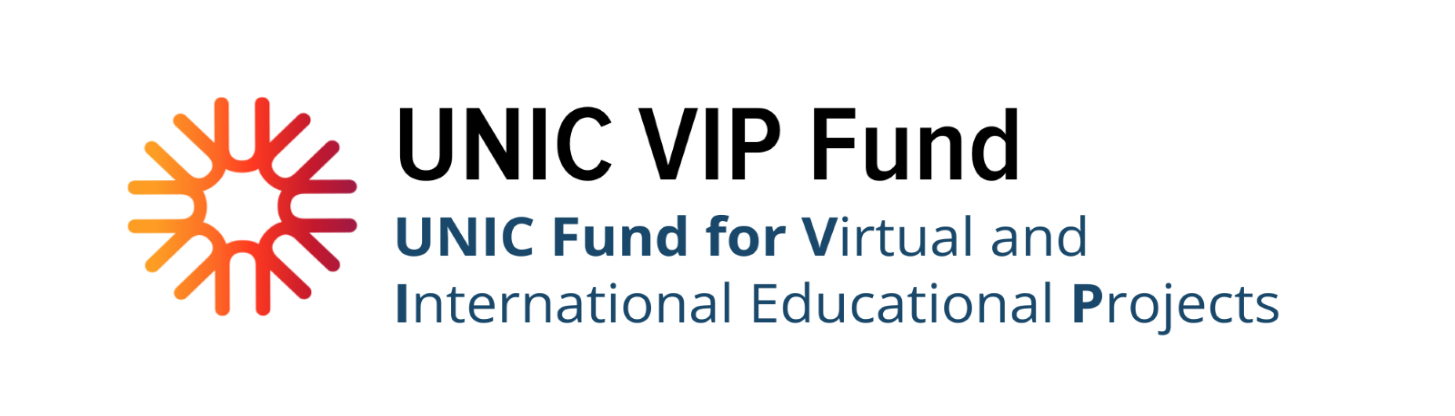 UNIC VIP Fund
UNIC Fund for Virtual and
International Educational Projects